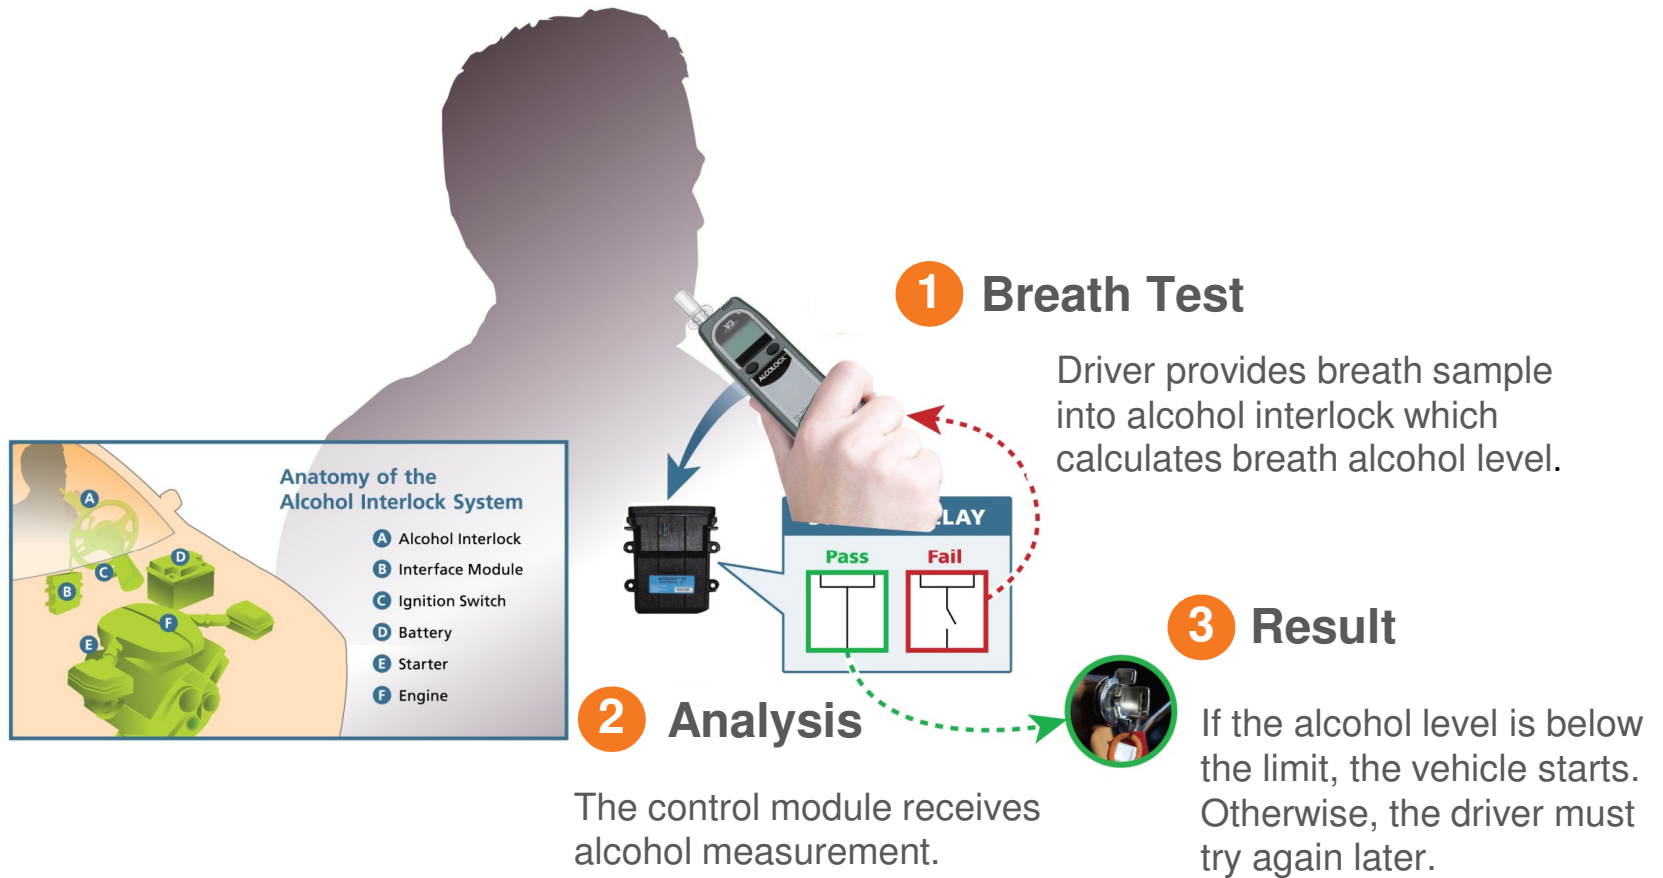 1 Breath Test
Driver provides breath sample
into alcohol interlock which
calculates breath alcohol level.
V3
ALCOLOCK
Anatomy of the
Alcohol Interlock System
A Alcohol Interlock
B Interface Module
C Ignition Switch
D Battery
E Starter
F Engine
A
B
C
D
E
F
LAY
Pass Fail
2 Analysis
The control module receives
alcohol measurement.
3 Result
If the alcohol level is below
the limit, the vehicle starts.
Otherwise, the driver must
try again later.